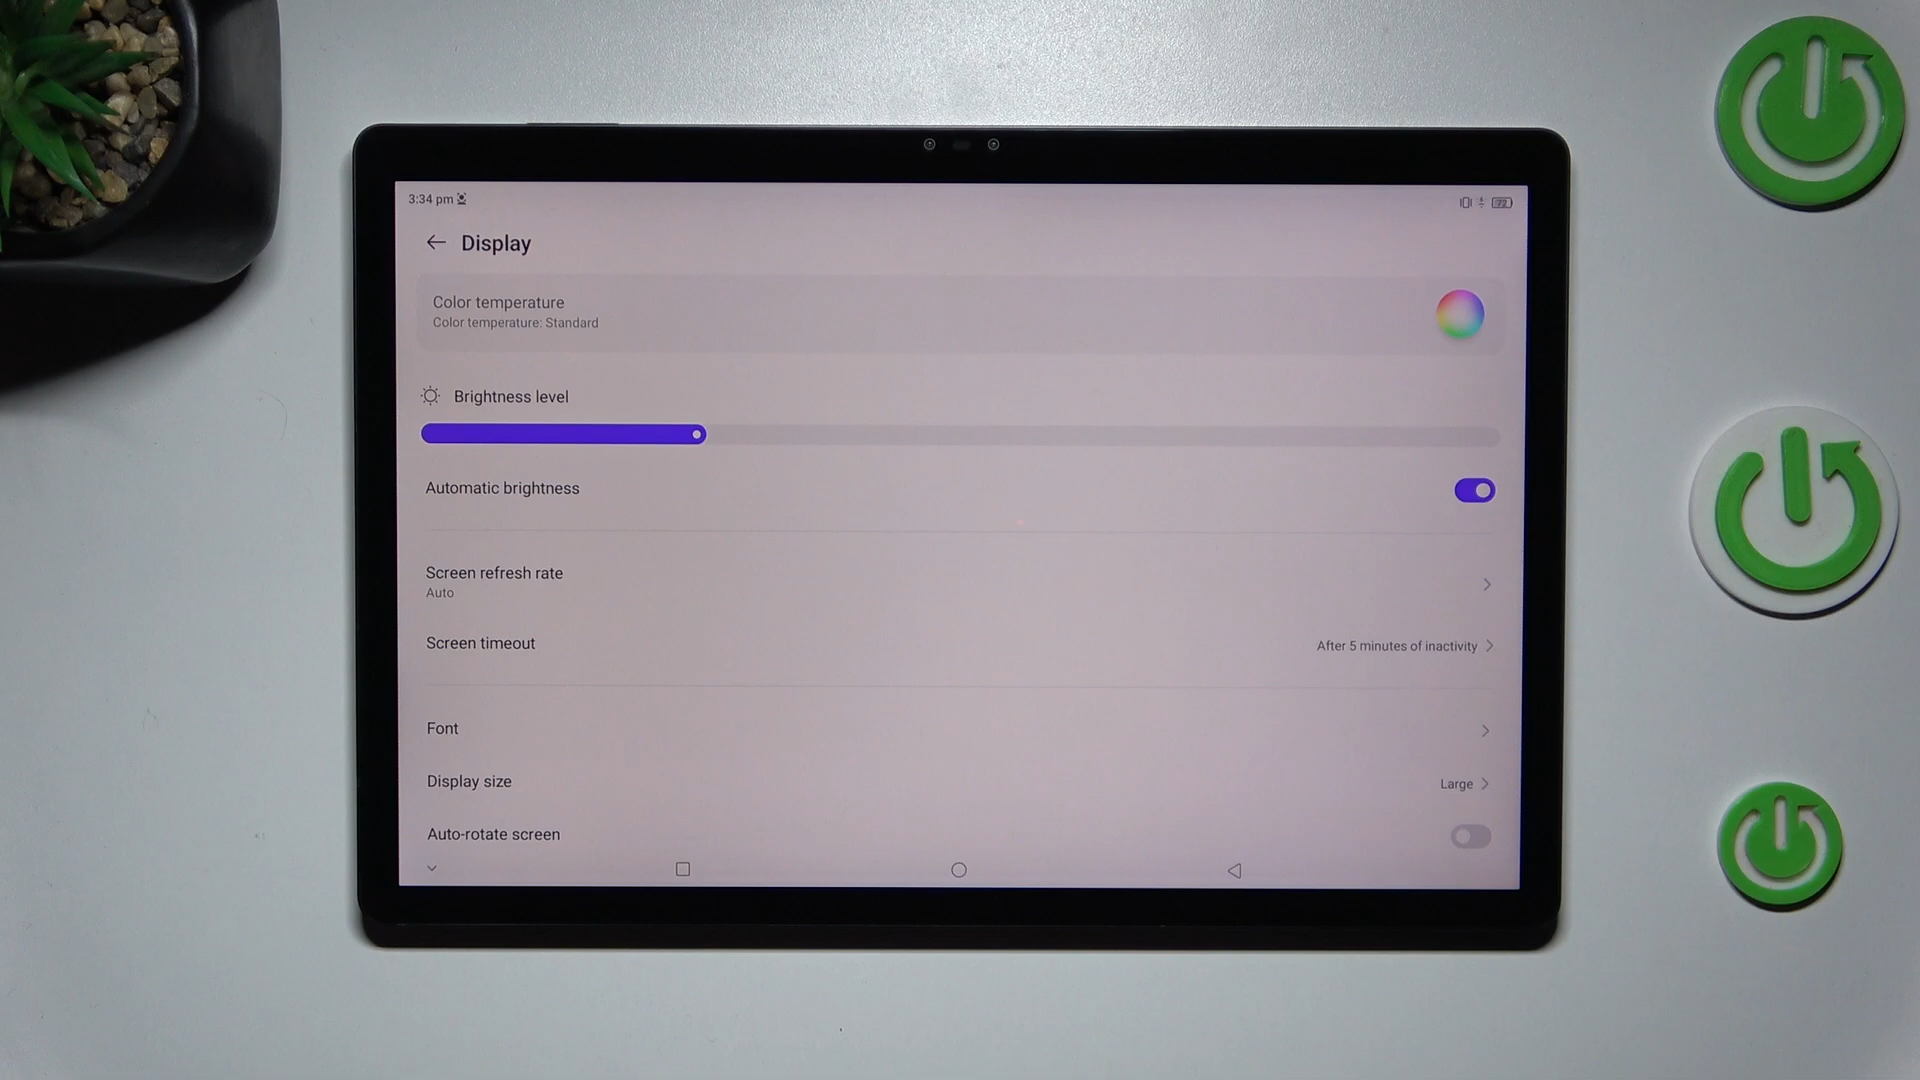 3:34 pm 72
Display
Color temperature
Color temperature: Standard
Brightness level
Automatic brightness
Screen refresh rate
Auto
Screen timeout After 5 minutes of inactivity
Font
Display size Large
Auto-rotate screen